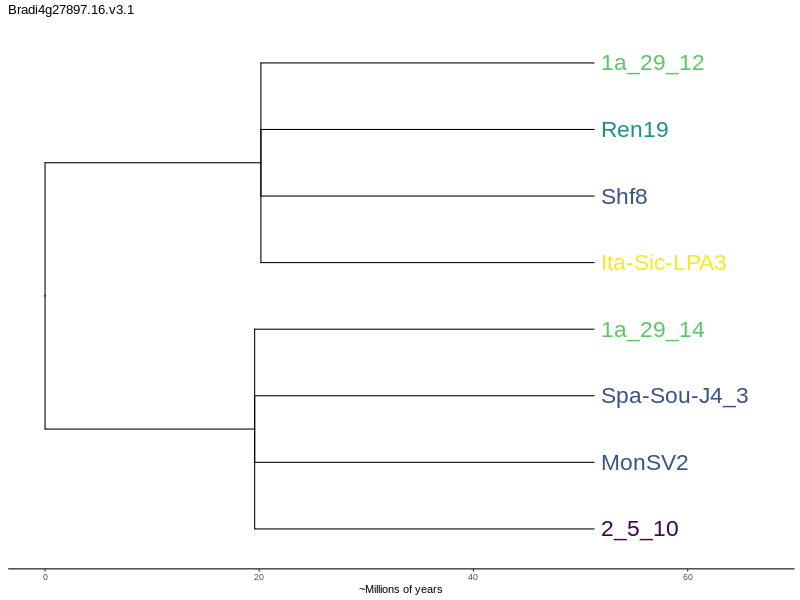 Bradi4g27897.16.v3.1
1a_29_12
Ren19
Shf8
Ita-Sic-LPA3
1a_29_14
Spa-Sou-J4_3
MonSV2
2_5_10
0 20 40 60
~Millions of years